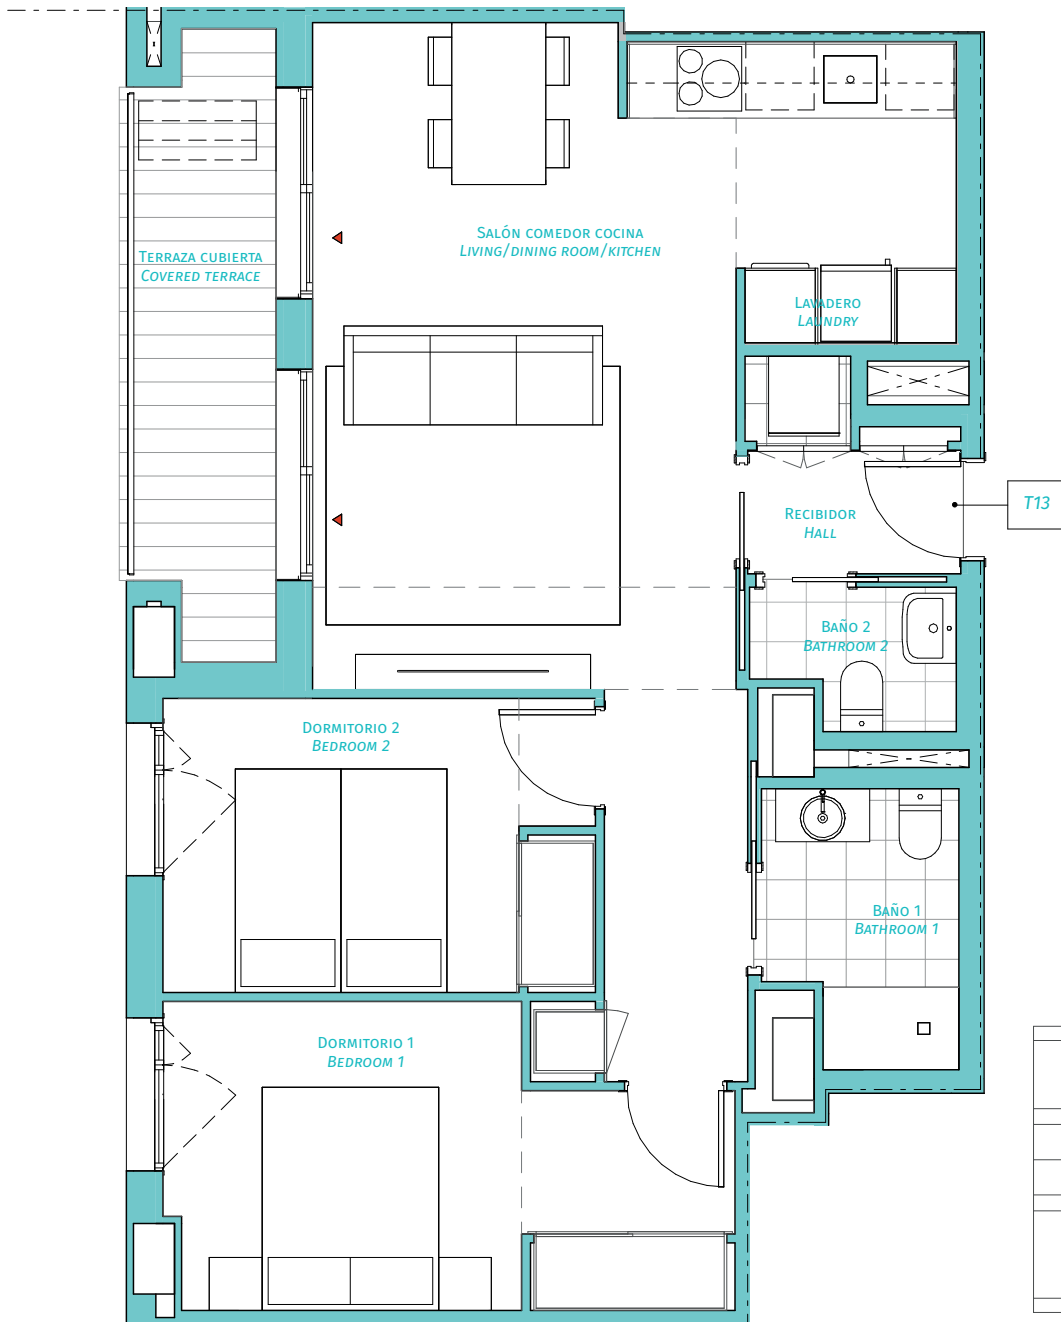 Salón comedor cocina
Living/dining room/kitchen
Terraza cubierta
Covered terrace
Lavadero
Laundry
Recibidor
Hall
T13
Baño 2
Bathroom 2
Dormitorio 2
Bedroom 2
Baño 1
Bathroom 1
Dormitorio 1
Bedroom 1